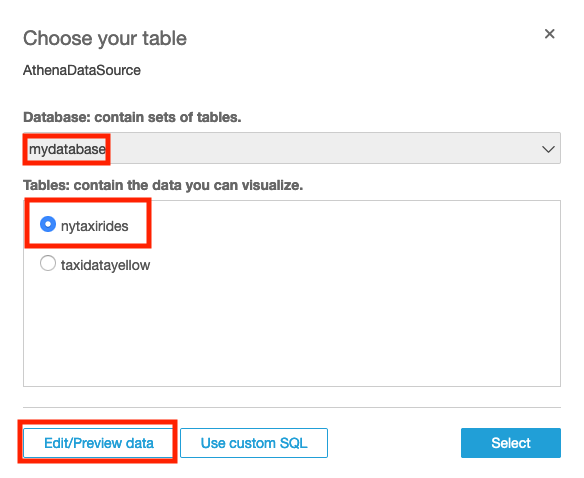 Choose your table
AthenaDataSource
Database: contain sets of tables.
mydatabase
Tables: contain the data you can visualize.
nytaxirides
taxidatayellow
Edit/Preview data
Use custom SQL
Select